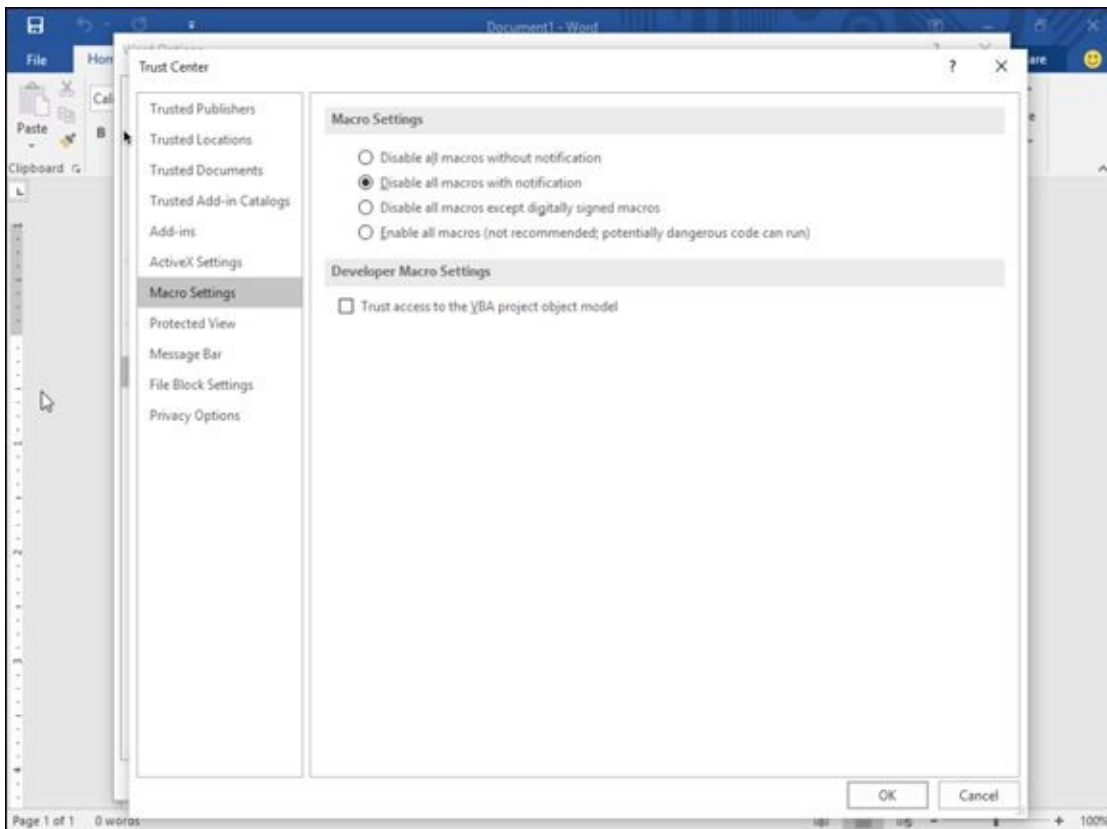 Document1 - Word
File
Hom
are
Word Options
Trust Center
Cal
Paste
B
Clipboard
Trusted Publishers
Trusted Locations
Trusted Documents
Trusted Add-in Catalogs
Add-ins
ActiveX Settings
Macro Settings
Protected View
Message Bar
File Block Settings
Privacy Options
Macro Settings
Disable all macros without notification
Disable all macros with notification
Disable all macros except digitally signed macros
Enable all macros (not recommended; potentially dangerous code can run)
Developer Macro Settings
Trust access to the VBA project object model
OK
Cancel
Page 1 of 1
0 words
100%